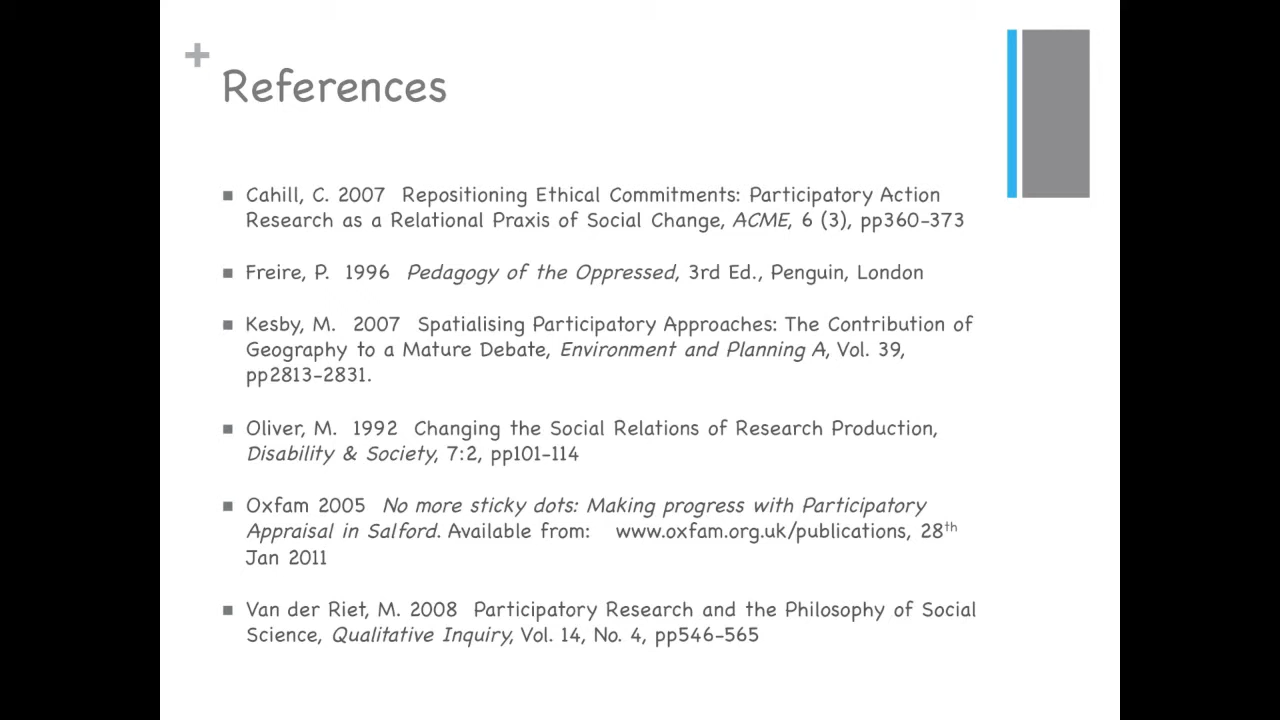 +
References
Cahill, C. 2007 Repositioning Ethical Commitments: Participatory Action
Research as a Relational Praxis of Social Change, ACME, 6 (3), pp360-373
Freire, P. 1996 Pedagogy of the Oppressed, 3rd Ed., Penguin, London
Kesby, M. 2007 Spatialising Participatory Approaches: The Contribution of
Geography to a Mature Debate, Environment and Planning A, Vol. 39,
pp2813-2831.
Oliver, M. 1992 Changing the Social Relations of Research Production,
Disability & Society, 7:2, pp101-114
Oxfam 2005 No more sticky dots: Making progress with Participatory
Appraisal in Salford. Available from: www.oxfam.org.uk/publications, 28th
Jan 2011
Van der Riet, M. 2008 Participatory Research and the Philosophy of Social
Science, Qualitative Inquiry, Vol. 14, No. 4, pp546-565